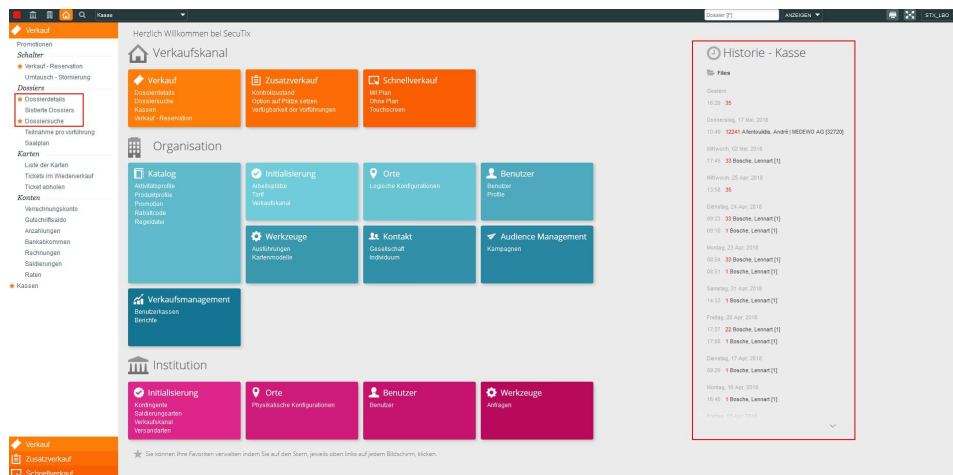 Kasse
Dossier [*]
ANZEIGEN
STX_LBO
Verkauf
Promotionen
Schalter
Verkauf - Reservation
Umtausch - Stornierung
Dossiers
Dossierdetails
Sistierte Dossiers
Dossiersuche
Teilnahme pro vorführung
Saalplan
Karten
Liste der Karten
Tickets im Wiederverkauf
Ticket abholen
Konten
Verrechnungskonto
Gutschriftsaldo
Anzahlungen
Bankabkommen
Rechnungen
Saldierungen
Raten
Kassen
Verkauf
Zusatzverkauf
Schnellverkauf
Herzlich Willkommen bei SecuTix
Verkaufskanal
Verkauf
Dossierdetails
Dossiersuche
Kassen
Verkauf - Reservation
Zusatzverkauf
Kontrollzustand
Option auf Plätze setzen
Verfügbarkeit der Vorführungen
Schnellverkauf
Mit Plan
Ohne Plan
Touchscreen
Organisation
Katalog
Aktivitätsprofile
Produktprofile
Promotion
Rabattcode
Regeldatei
Initialisierung
Arbeitsplätze
Tarif
Verkaufskanal
Orte
Logische Konfigurationen
Benutzer
Benutzer
Profile
Werkzeuge
Ausführungen
Kartenmodelle
Kontakt
Gesellschaft
Individuum
Audience Management
Kampagnen
Verkaufsmanagement
Benutzerkassen
Berichte
Institution
Initialisierung
Kontingente
Saldierungsarten
Verkaufskanal
Versandarten
Orte
Physikalische Konfigurationen
Benutzer
Benutzer
Werkzeuge
Anfragen
Sie können Ihre Favoriten verwalten indem Sie auf den Stern, jeweils oben links auf jedem Bildschirm, klicken.
Historie - Kasse
Files
Gestern
16:29 35
Donnerstag, 17 Mai. 2018
10:49 12241 Afentoulidis, André | MEDEWO AG [32720]
Mittwoch, 02 Mai. 2018
17:45 33 Bosche, Lennart [1]
Mittwoch, 25 Apr. 2018
13:58 35
Dienstag, 24 Apr. 2018
09:23 33 Bosche, Lennart [1]
09:18 1 Bosche, Lennart [1]
Montag, 23 Apr. 2018
08:54 33 Bosche, Lennart [1]
08:51 1 Bosche, Lennart [1]
Samstag, 21 Apr. 2018
14:33 1 Bosche, Lennart [1]
Freitag, 20 Apr. 2018
17:27 22 Bosche, Lennart [1]
1 Bosche, Lennart [1]
Dienstag, 17 Apr. 2018
09:29 1 Bosche, Lennart [1]
Montag, 16 Apr. 2018
16:40 1 Bosche, Lennart [1]